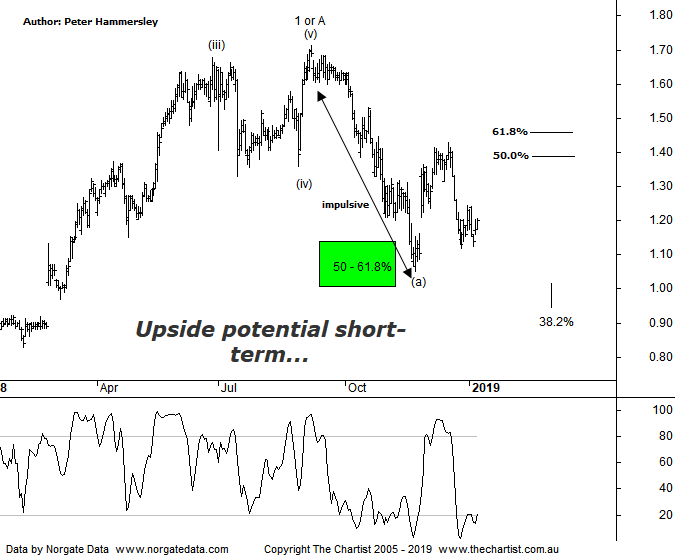 Author: Peter Hammersley
1 or A
(v)
(iii)
(iv)
impulsive
50 - 61.8%
(a)
61.8%
50.0%
38.2%
Upside potential short-
term...
1.80
1.70
1.60
1.50
1.40
1.30
1.20
1.10
1.00
0.90
0.80
8 Apr Jul Oct 2019
100
80
60
40
20
Data by Norgate Data www.norgatedata.com Copyright The Chartist 2005 - 2019 www.thechartist.com.au